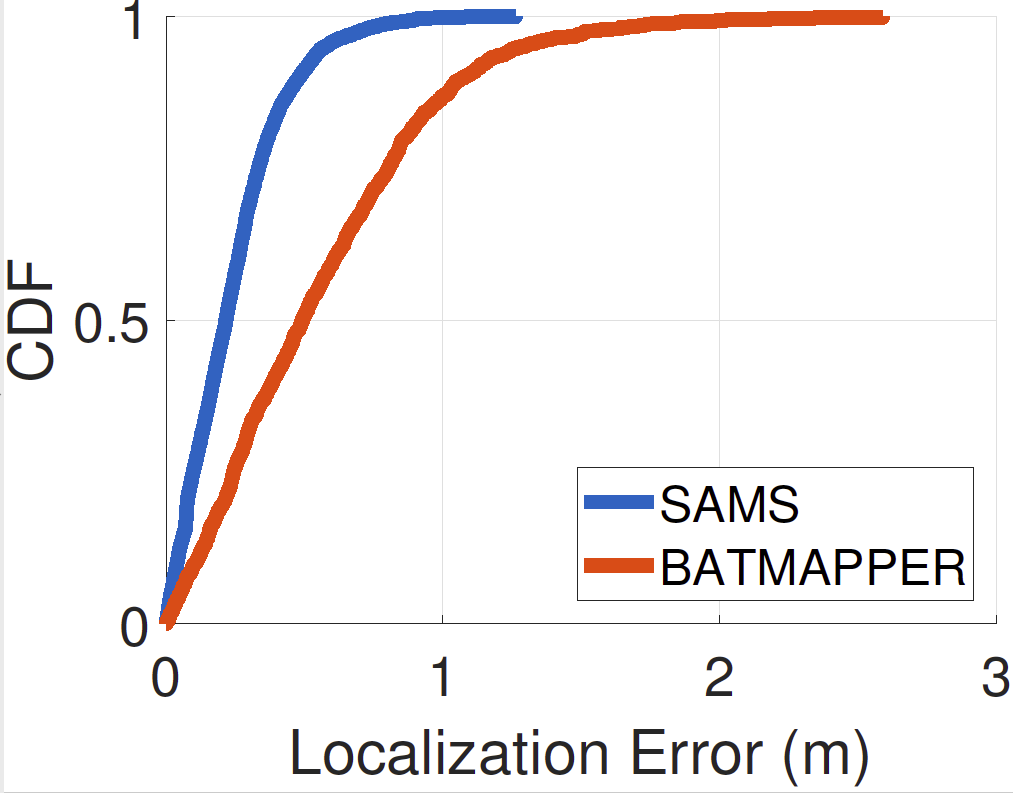 1
0.5
0
CDF
SAMS
BATMAPPER
0 1 2 3
Localization Error (m)